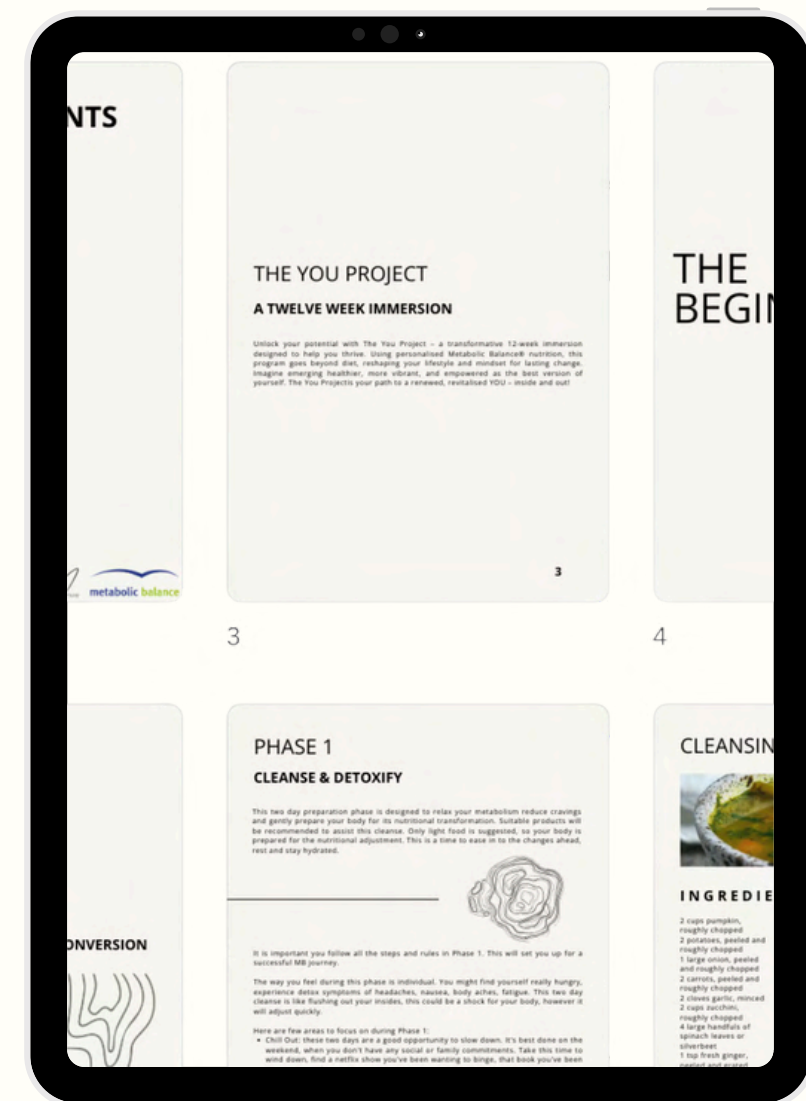 NTS
THE YOU PROJECT
A TWELVE WEEK IMMERSION
Unlock your potential with The You Project – a transformative 12-week immersion
designed to help you thrive. Using personalised Metabolic Balance® nutrition, this
program goes beyond diet, reshaping your lifestyle and mindset for lasting change.
Imagine emerging healthier, more vibrant, and empowered as the best version of
yourself. The You Projectis your path to a renewed, revitalised YOU – inside and out!
THE
BEGIN
3
metabolic balance
3
4
PHASE 1
CLEANSE & DETOXIFY
This two day preparation phase is designed to relax your metabolism reduce cravings
and gently prepare your body for its nutritional transformation. Suitable products will
be recommended to assist this cleanse. Only light food is suggested, so your body is
prepared for the nutritional adjustment. This is a time to ease in to the changes ahead,
rest and stay hydrated.
It is important you follow all the steps and rules in Phase 1. This will set you up for a
successful MB journey.
The way you feel during this phase is individual. You might find yourself really hungry,
experience detox symptoms of headaches, nausea, body aches, fatigue. This two day
cleanse is like flushing out your insides, this could be a shock for your body, however it
will adjust quickly.
Here are few areas to focus on during Phase 1:
• Chill Out: these two days are a good opportunity to slow down. It's best done on the
weekend, when you don't have any social or family commitments. Take this time to
wind down, find a netflix show you've been wanting to binge, that book you've been
ONVERSION
CLEANSIN
INGREDIE
2 cups pumpkin,
roughly chopped
2 potatoes, peeled and
roughly chopped
1 large onion, peeled
and roughly chopped
2 carrots, peeled and
roughly chopped
2 cloves garlic, minced
2 cups zucchini,
roughly chopped
4 large handfuls of
spinach leaves or
silverbeet
1 tsp fresh ginger,
peeled and grated